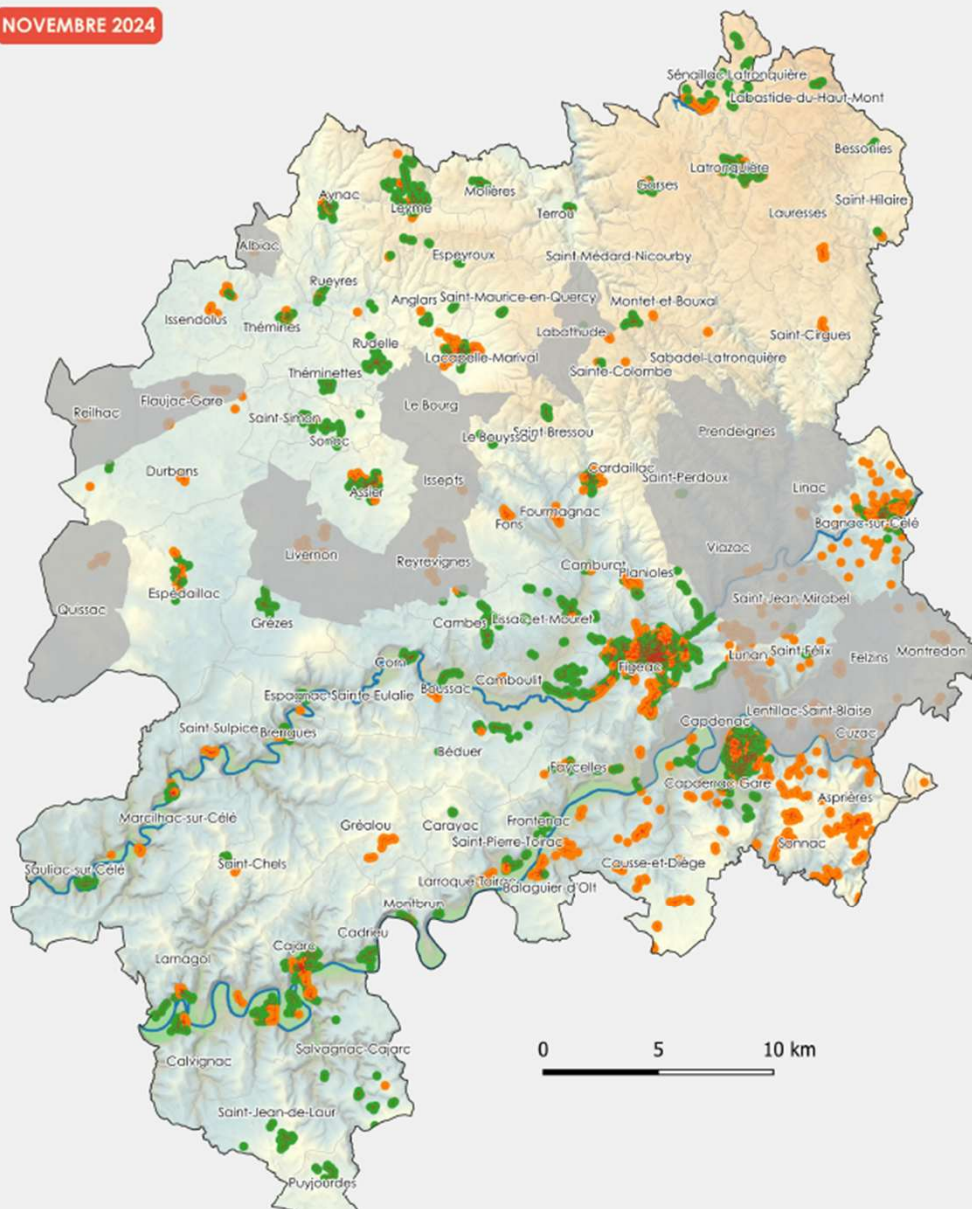 NOVEMBRE 2024
Sénaillac-Latronquière
Labastide-du-Haut-Mont
Bessonies
Latronquière
Gorses
Saint-Hilaire
Lauresses
Molières
Aynac
Leyme
Terrou
Albiac
Espeyroux
Saint-Médard-Nicourby
Rueyres
Anglars
Saint-Maurice-en-Quercy
Montet-et-Bouxal
Issendolus
Thémines
Labathude
Saint-Cirgues
Rudelle
Lacapelle-Marival
Sabadel-Latronquière
Sainte-Colombe
Théminettes
Reilhac
Flaujac-Gare
Le Bourg
Saint-Simon
Sonac
Le Bouyssou
Saint-Bressou
Prendeignes
Durbans
Cardaillac
Saint-Perdoux
Issepts
Assier
Linac
Fourmagnac
Fons
Bagnac-sur-Célé
Viazac
Livernon
Reyrevignes
Camburat
Planioles
Espédaillac
Quissac
Saint-Jean-Mirabel
Grèzes
Cambes
Lissac-et-Mouret
Lunan
Saint-Félix
Felzins
Montredon
Corn
Figeac
Camboulit
Boussac
Espagnac-Sainte-Eulalie
Lentillac-Saint-Blaise
Saint-Sulpice
Brengues
Capdenac
Cuzac
Béduer
Faycelles
Capdenac-Gare
Asprières
Marcilhac-sur-Célé
Gréalou
Carayac
Frontenac
Saint-Pierre-Toirac
Sonnac
Sauliac-sur-Célé
Saint-Chels
Causse-et-Diège
Larroque-Toirac
Balaguier d'Olt
Montbrun
Cadrieu
Cajarc
Larnagol
0 5 10 km
Salvagnac-Cajarc
Calvignac
Saint-Jean-de-Laur
Puyjourdes